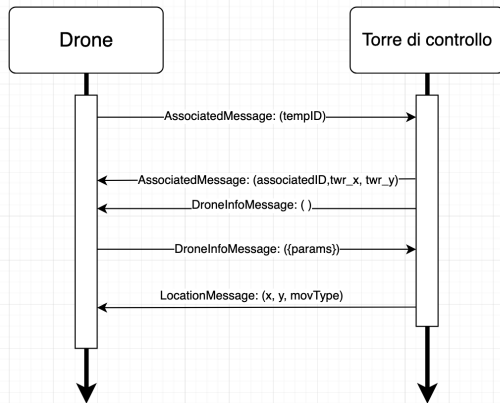 Drone
Torre di controllo
AssociatedMessage: (tempID)
AssociatedMessage: (associatedID,twr_x, twr_y)
DroneInfoMessage: ( )
DroneInfoMessage: ({params})
LocationMessage: (x, y, movType)